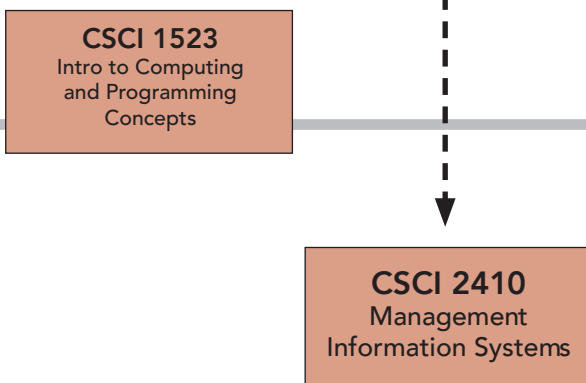 CSCI 1523
Intro to Computing
and Programming
Concepts
CSCI 2410
Management
Information Systems